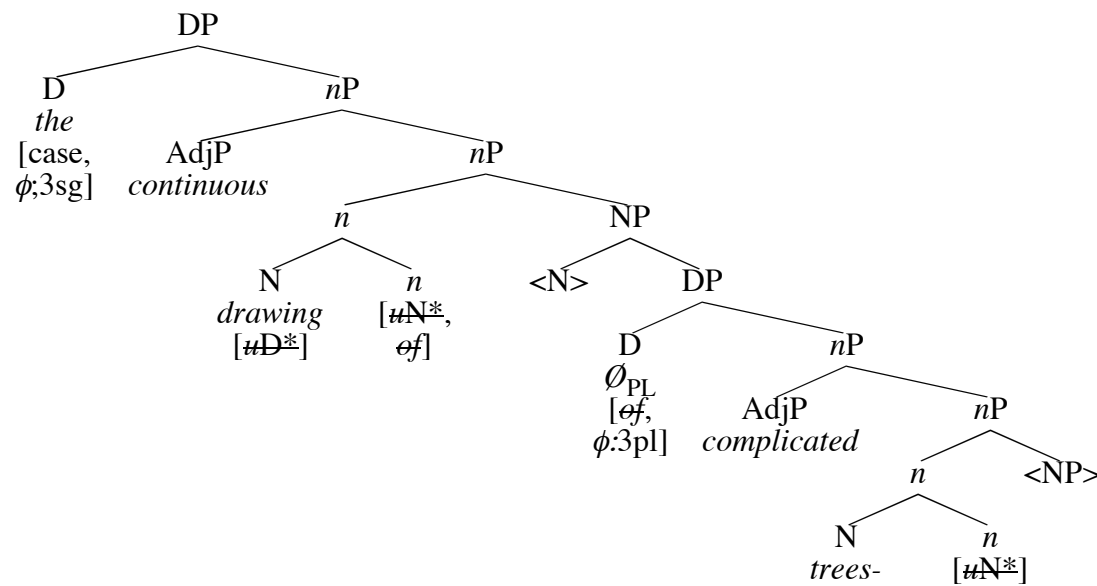 DP
D nP
the
[case, AdjP nP
ϕ;3sg] continuous
n NP
N n <N> DP
drawing [uN*,
[uD*] of] D nP
Ø_PL
[of, AdjP nP
ϕ:3pl] complicated
n <NP>
N n
trees- [uN*]